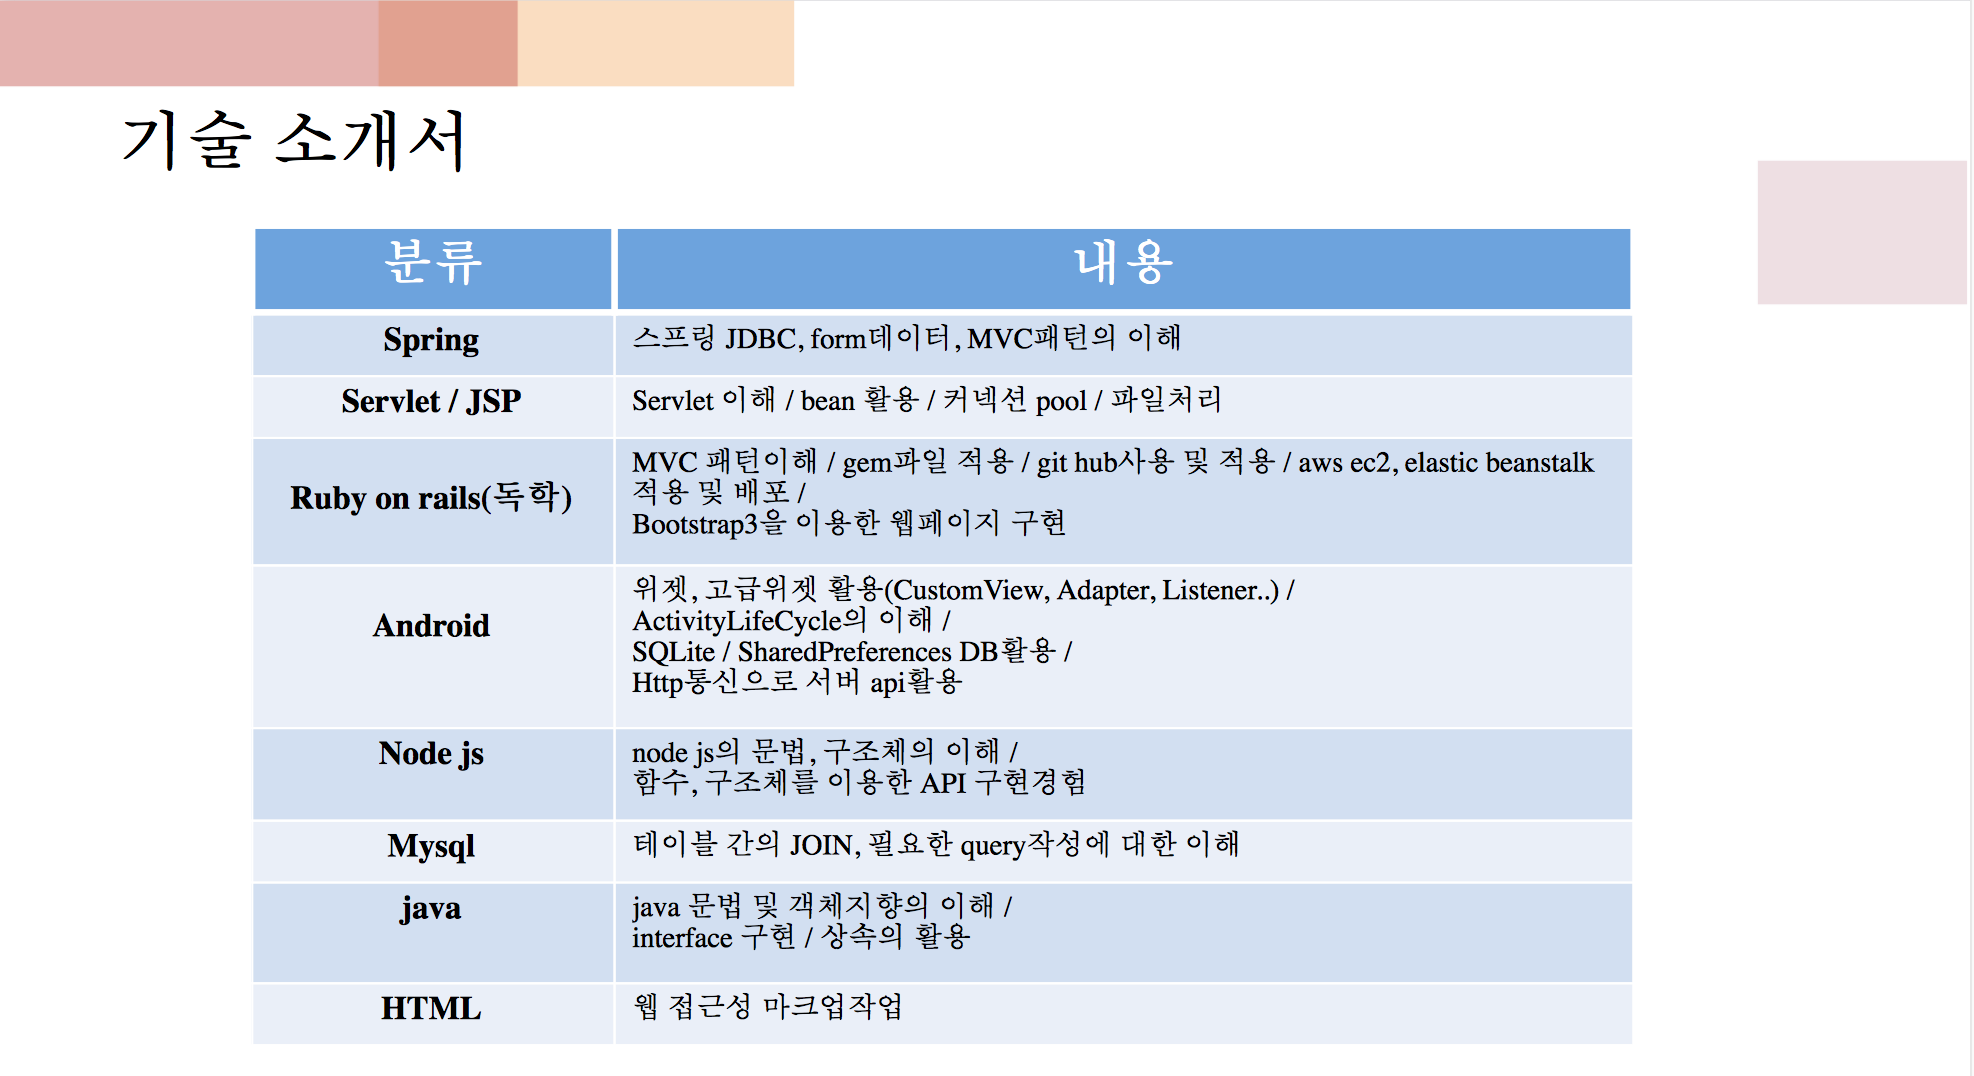 기술 소개서
분류 내용
Spring 스프링 JDBC, form데이터, MVC패턴의 이해
Servlet / JSP Servlet 이해 / bean 활용 / 커넥션 pool / 파일처리
Ruby on rails(독학)
MVC 패턴이해 / gem파일 적용 / git hub사용 및 적용 / aws ec2, elastic beanstalk
적용 및 배포 /
Bootstrap3을 이용한 웹페이지 구현
Android
위젯, 고급위젯 활용(CustomView, Adapter, Listener..) /
ActivityLifeCycle의 이해 /
SQLite / SharedPreferences DB활용 /
Http통신으로 서버 api활용
Node js
node js의 문법, 구조체의 이해 /
함수, 구조체를 이용한 API 구현경험
Mysql 테이블 간의 JOIN, 필요한 query작성에 대한 이해
java
java 문법 및 객체지향의 이해 /
interface 구현 / 상속의 활용
HTML 웹 접근성 마크업작업